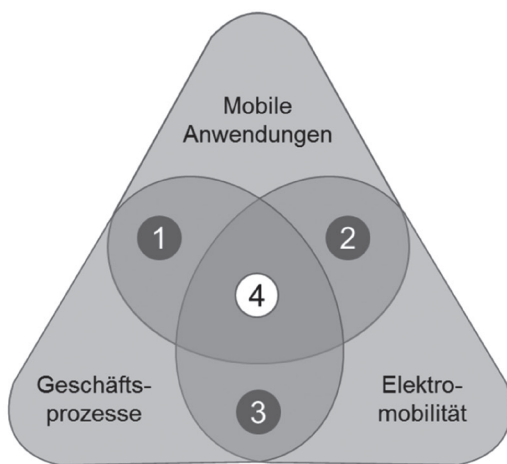 Mobile
Anwendungen
1
2
4
Geschäfts-
prozesse
Elektro-
mobilität
3